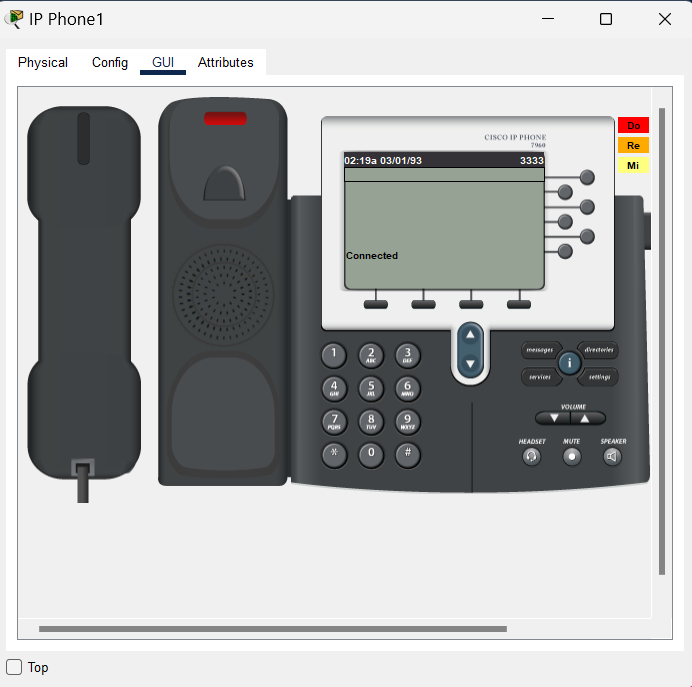 IP Phone1
Physical Config GUI Attributes
CISCO IP PHONE
7960
02:19a 03/01/93 3333
Connected
Do
Re
Mi
1
2 ABC
3 DEF
4 GHI
5 JKL
6 MNO
7 PQRS
8 TUV
9 WXYZ
*
0
#
messages
directories
i
services
settings
VOLUME
HEADSET MUTE SPEAKER
Top